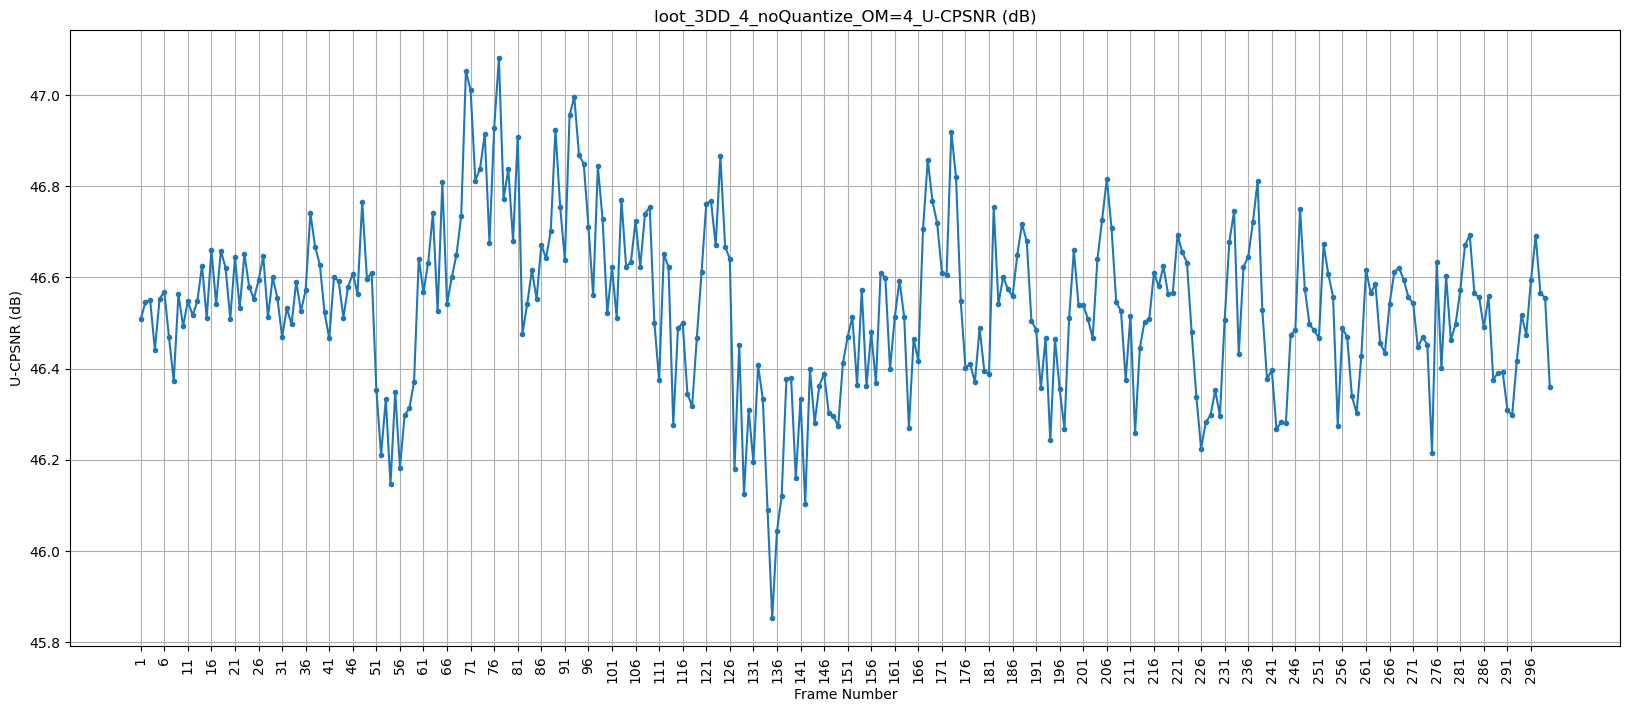 loot_3DD_4_noQuantize_OM=4_U-CPSNR (dB)
U-CPSNR (dB)
47.0
46.8
46.6
46.4
46.2
46.0
45.8
1 6 11 16 21 26 31 36 41 46 51 56 61 66 71 76 81 86 91 96 101 106 111 116 121 126 131 136 141 146 151 156 161 166 171 176 181 186 191 196 201 206 211 216 221 226 231 236 241 246 251 256 261 266 271 276 281 286 291 296
Frame Number